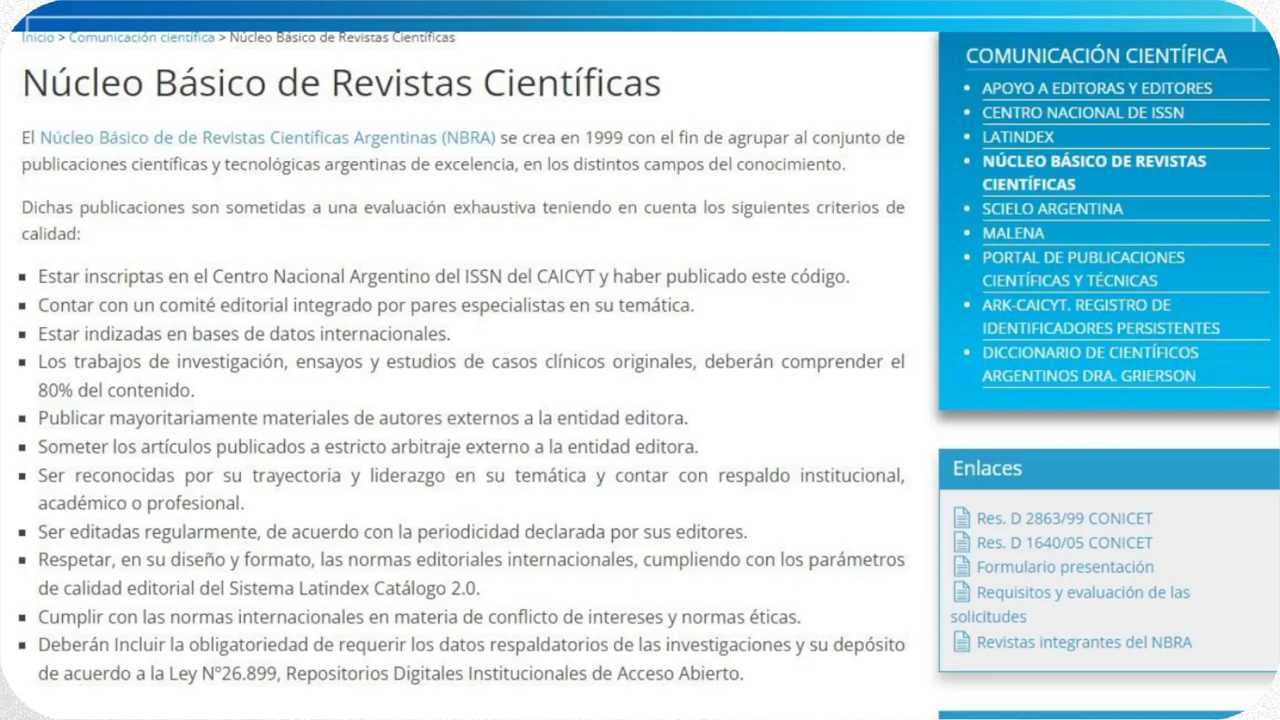 Inicio > Comunicación científica > Núcleo Básico de Revistas Científicas
Núcleo Básico de Revistas Científicas
El Núcleo Básico de de Revistas Científicas Argentinas (NBRA) se crea en 1999 con el fin de agrupar al conjunto de
publicaciones científicas y tecnológicas argentinas de excelencia, en los distintos campos del conocimiento.
Dichas publicaciones son sometidas a una evaluación exhaustiva teniendo en cuenta los siguientes criterios de
calidad:
Estar inscriptas en el Centro Nacional Argentino del ISSN del CAICYT y haber publicado este código.
Contar con un comité editorial integrado por pares especialistas en su temática.
Estar indizadas en bases de datos internacionales.
Los trabajos de investigación, ensayos y estudios de casos clínicos originales, deberán comprender el
80% del contenido.
Publicar mayoritariamente materiales de autores externos a la entidad editora.
Someter los artículos publicados a estricto arbitraje externo a la entidad editora.
Ser reconocidas por su trayectoria y liderazgo en su temática y contar con respaldo institucional,
académico o profesional.
Ser editadas regularmente, de acuerdo con la periodicidad declarada por sus editores.
Respetar, en su diseño y formato, las normas editoriales internacionales, cumpliendo con los parámetros
de calidad editorial del Sistema Latindex Catálogo 2.0.
Cumplir con las normas internacionales en materia de conflicto de intereses y normas éticas.
Deberán Incluir la obligatoriedad de requerir los datos respaldatorios de las investigaciones y su depósito
de acuerdo a la Ley Nº26.899, Repositorios Digitales Institucionales de Acceso Abierto.
COMUNICACIÓN CIENTÍFICA
APOYO A EDITORAS Y EDITORES
CENTRO NACIONAL DE ISSN
LATINDEX
NÚCLEO BÁSICO DE REVISTAS
CIENTÍFICAS
SCIELO ARGENTINA
MALENA
PORTAL DE PUBLICACIONES
CIENTÍFICAS Y TÉCNICAS
ARK-CAICYT. REGISTRO DE
IDENTIFICADORES PERSISTENTES
DICCIONARIO DE CIENTÍFICOS
ARGENTINOS DRA. GRIERSON
Enlaces
Res. D 2863/99 CONICET
Res. D 1640/05 CONICET
Formulario presentación
Requisitos y evaluación de las
solicitudes
Revistas integrantes del NBRA